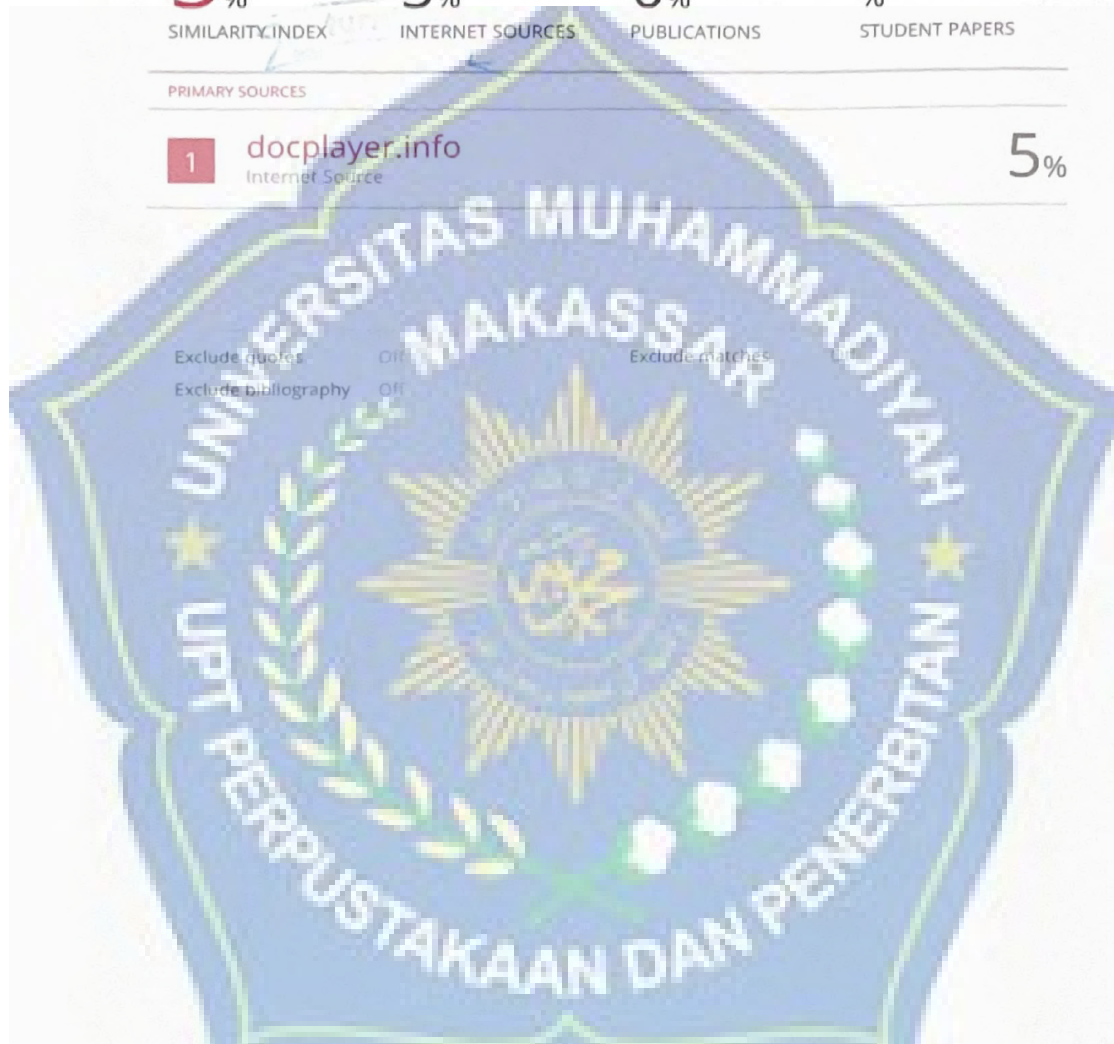 SIMILARITY INDEX INTERNET SOURCES PUBLICATIONS STUDENT PAPERS
PRIMARY SOURCES
1 docplayer.info 5%
Internet Source
UNIVERSITAS MUHAMMADIYAH
MAKASSAR
Exclude quotes Off Exclude matches
Exclude bibliography Off
UPT PERPUSTAKAAN DAN PENERBITAN